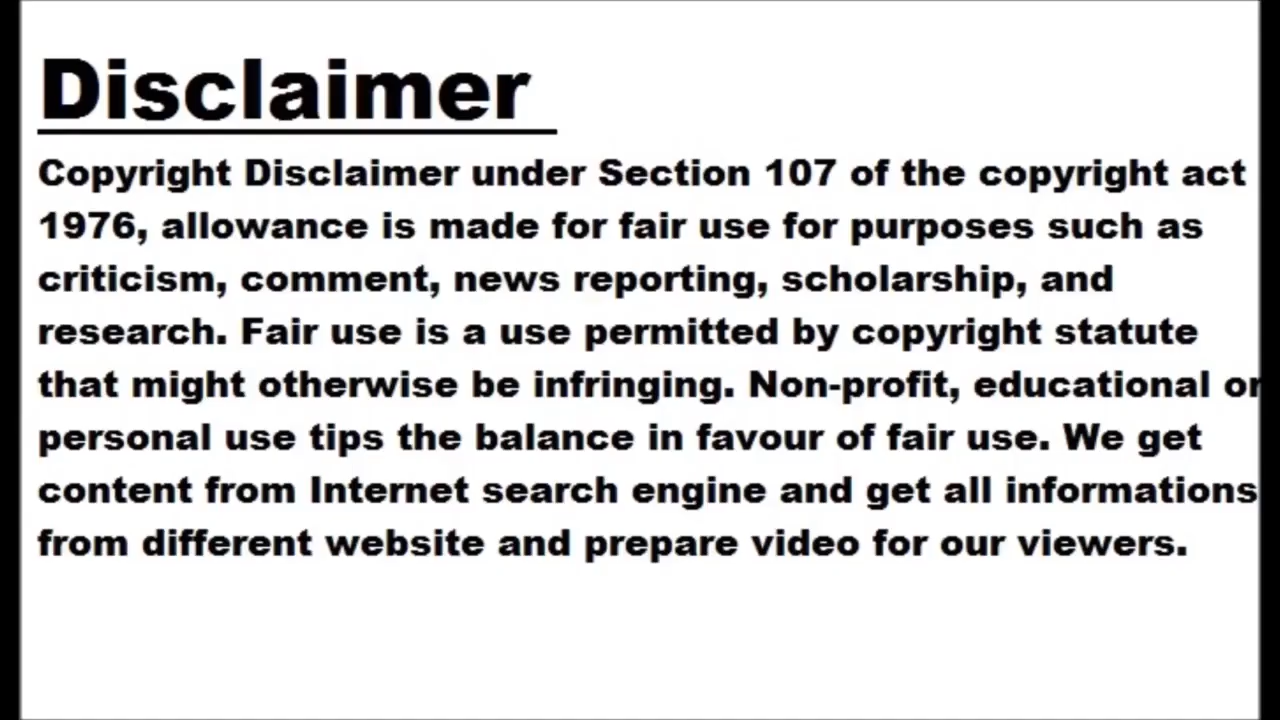 Disclaimer
Copyright Disclaimer under Section 107 of the copyright act
1976, allowance is made for fair use for purposes such as
criticism, comment, news reporting, scholarship, and
research. Fair use is a use permitted by copyright statute
that might otherwise be infringing. Non-profit, educational or
personal use tips the balance in favour of fair use. We get
content from Internet search engine and get all informations
from different website and prepare video for our viewers.